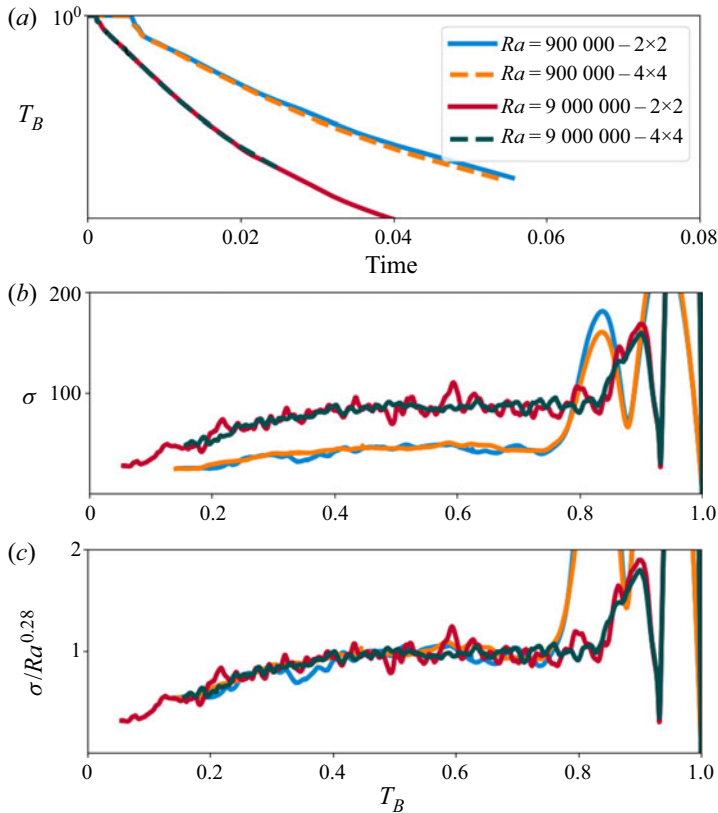 (a)
10⁰
T_B
Ra = 900 000 – 2×2
Ra = 900 000 – 4×4
Ra = 9 000 000 – 2×2
Ra = 9 000 000 – 4×4
0 0.02 0.04 0.06 0.08
Time
(b)
200
100
σ
0 0.2 0.4 0.6 0.8 1.0
(c)
2
1
σ/Ra^0.28
0 0.2 0.4 0.6 0.8 1.0
T_B